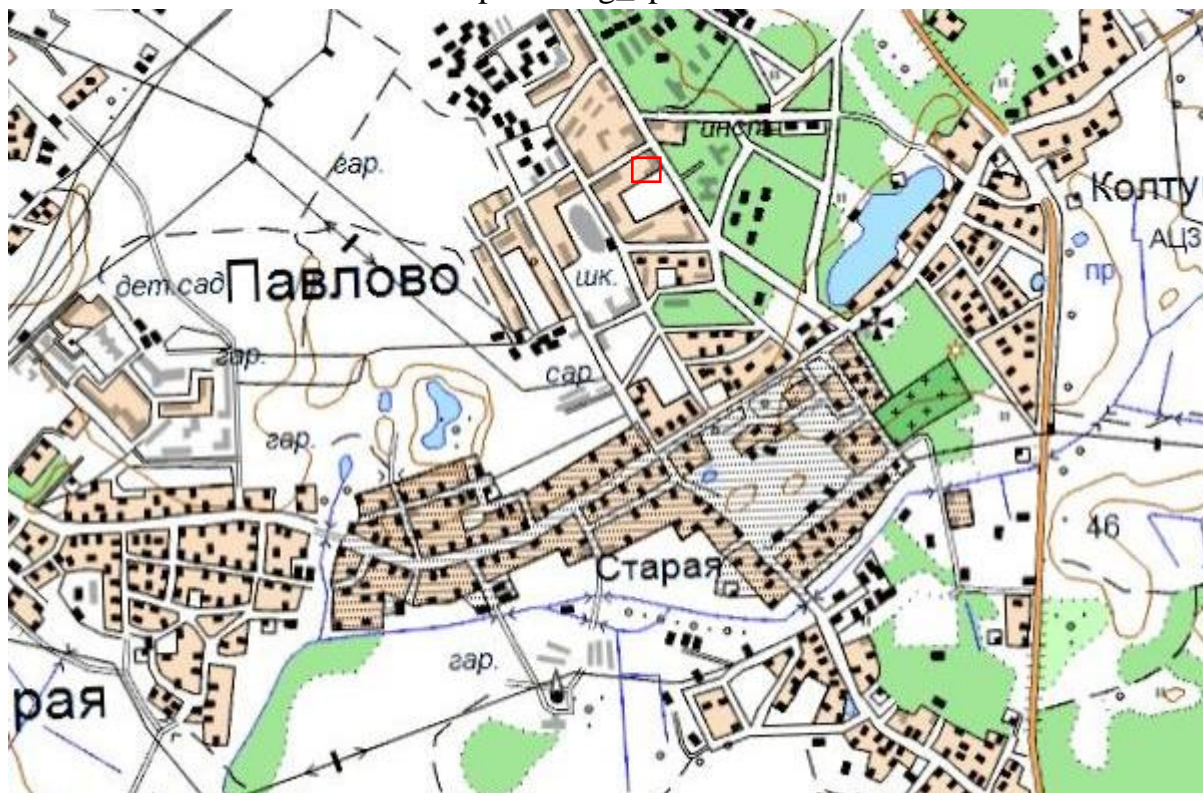 инст.
гар.
Колту
АЦЗ
дет.сад
Павлово
шк.
пр
гар.
сар.
гар.
46
Старая
гар.
рая